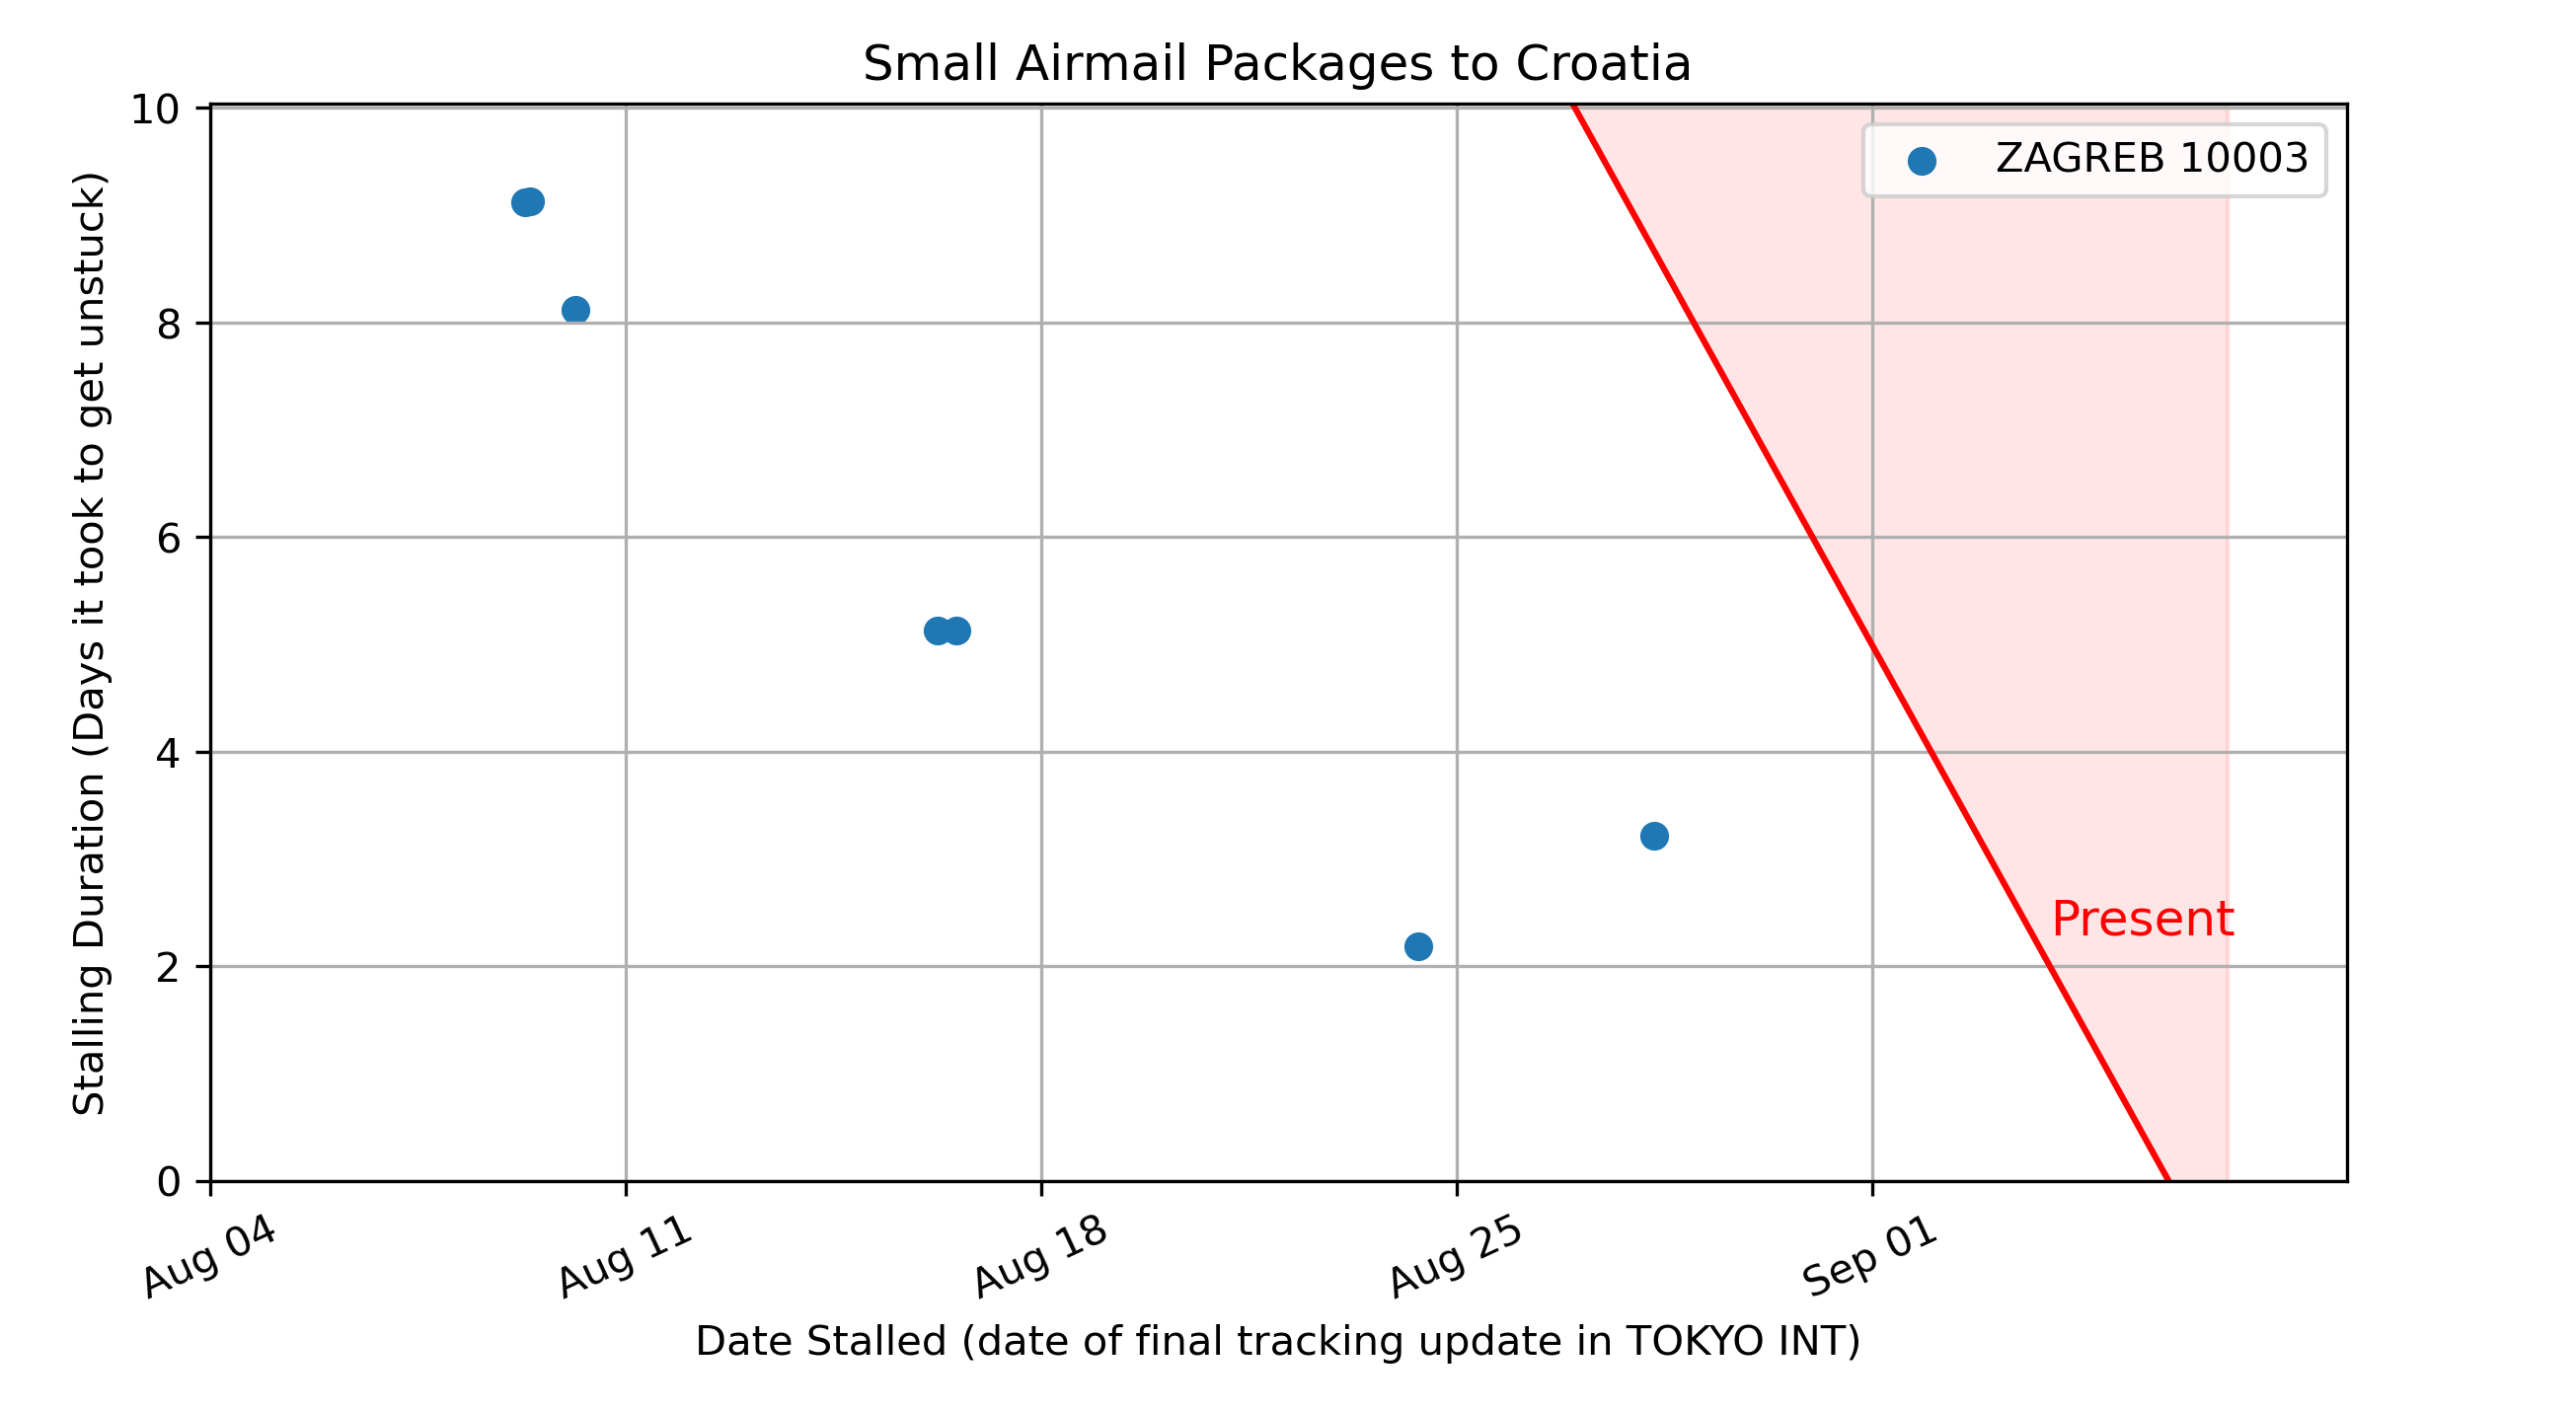 Small Airmail Packages to Croatia
ZAGREB 10003
Stalling Duration (Days it took to get unstuck)
10
8
6
4
2
0
Present
Aug 04
Aug 11
Aug 18
Aug 25
Sep 01
Date Stalled (date of final tracking update in TOKYO INT)